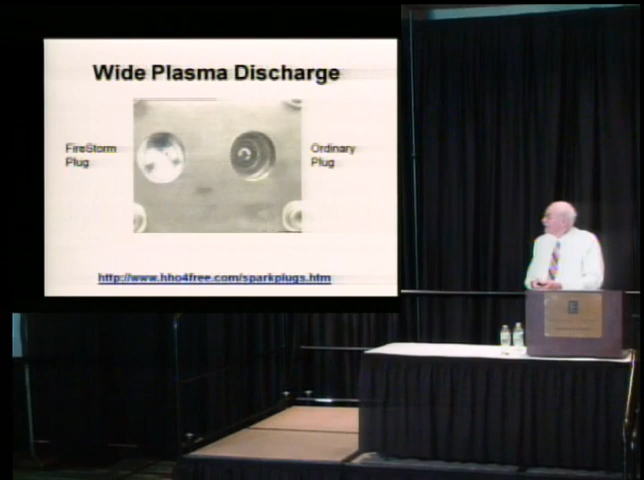 Wide Plasma Discharge
FireStorm
Plug
Ordinary
Plug
http://www.hho4free.com/sparkplugs.htm